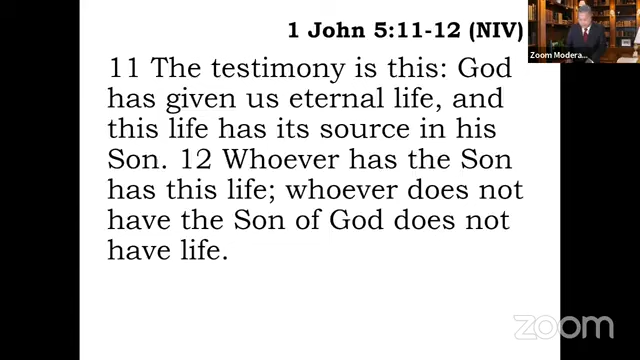 1 John 5:11-12 (NIV)
11 The testimony is this: God
has given us eternal life, and
this life has its source in his
Son. 12 Whoever has the Son
has this life; whoever does not
have the Son of God does not
have life.
Zoom Modera...
zoom